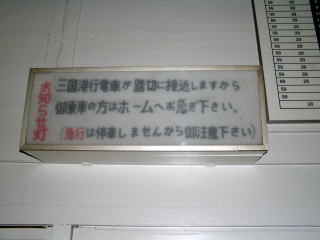 お知らせ灯
三国港行電車が踏切に接近しますから
御乗車の方はホームへお急ぎ下さい。
(急行は停車しませんから御注意下さい)